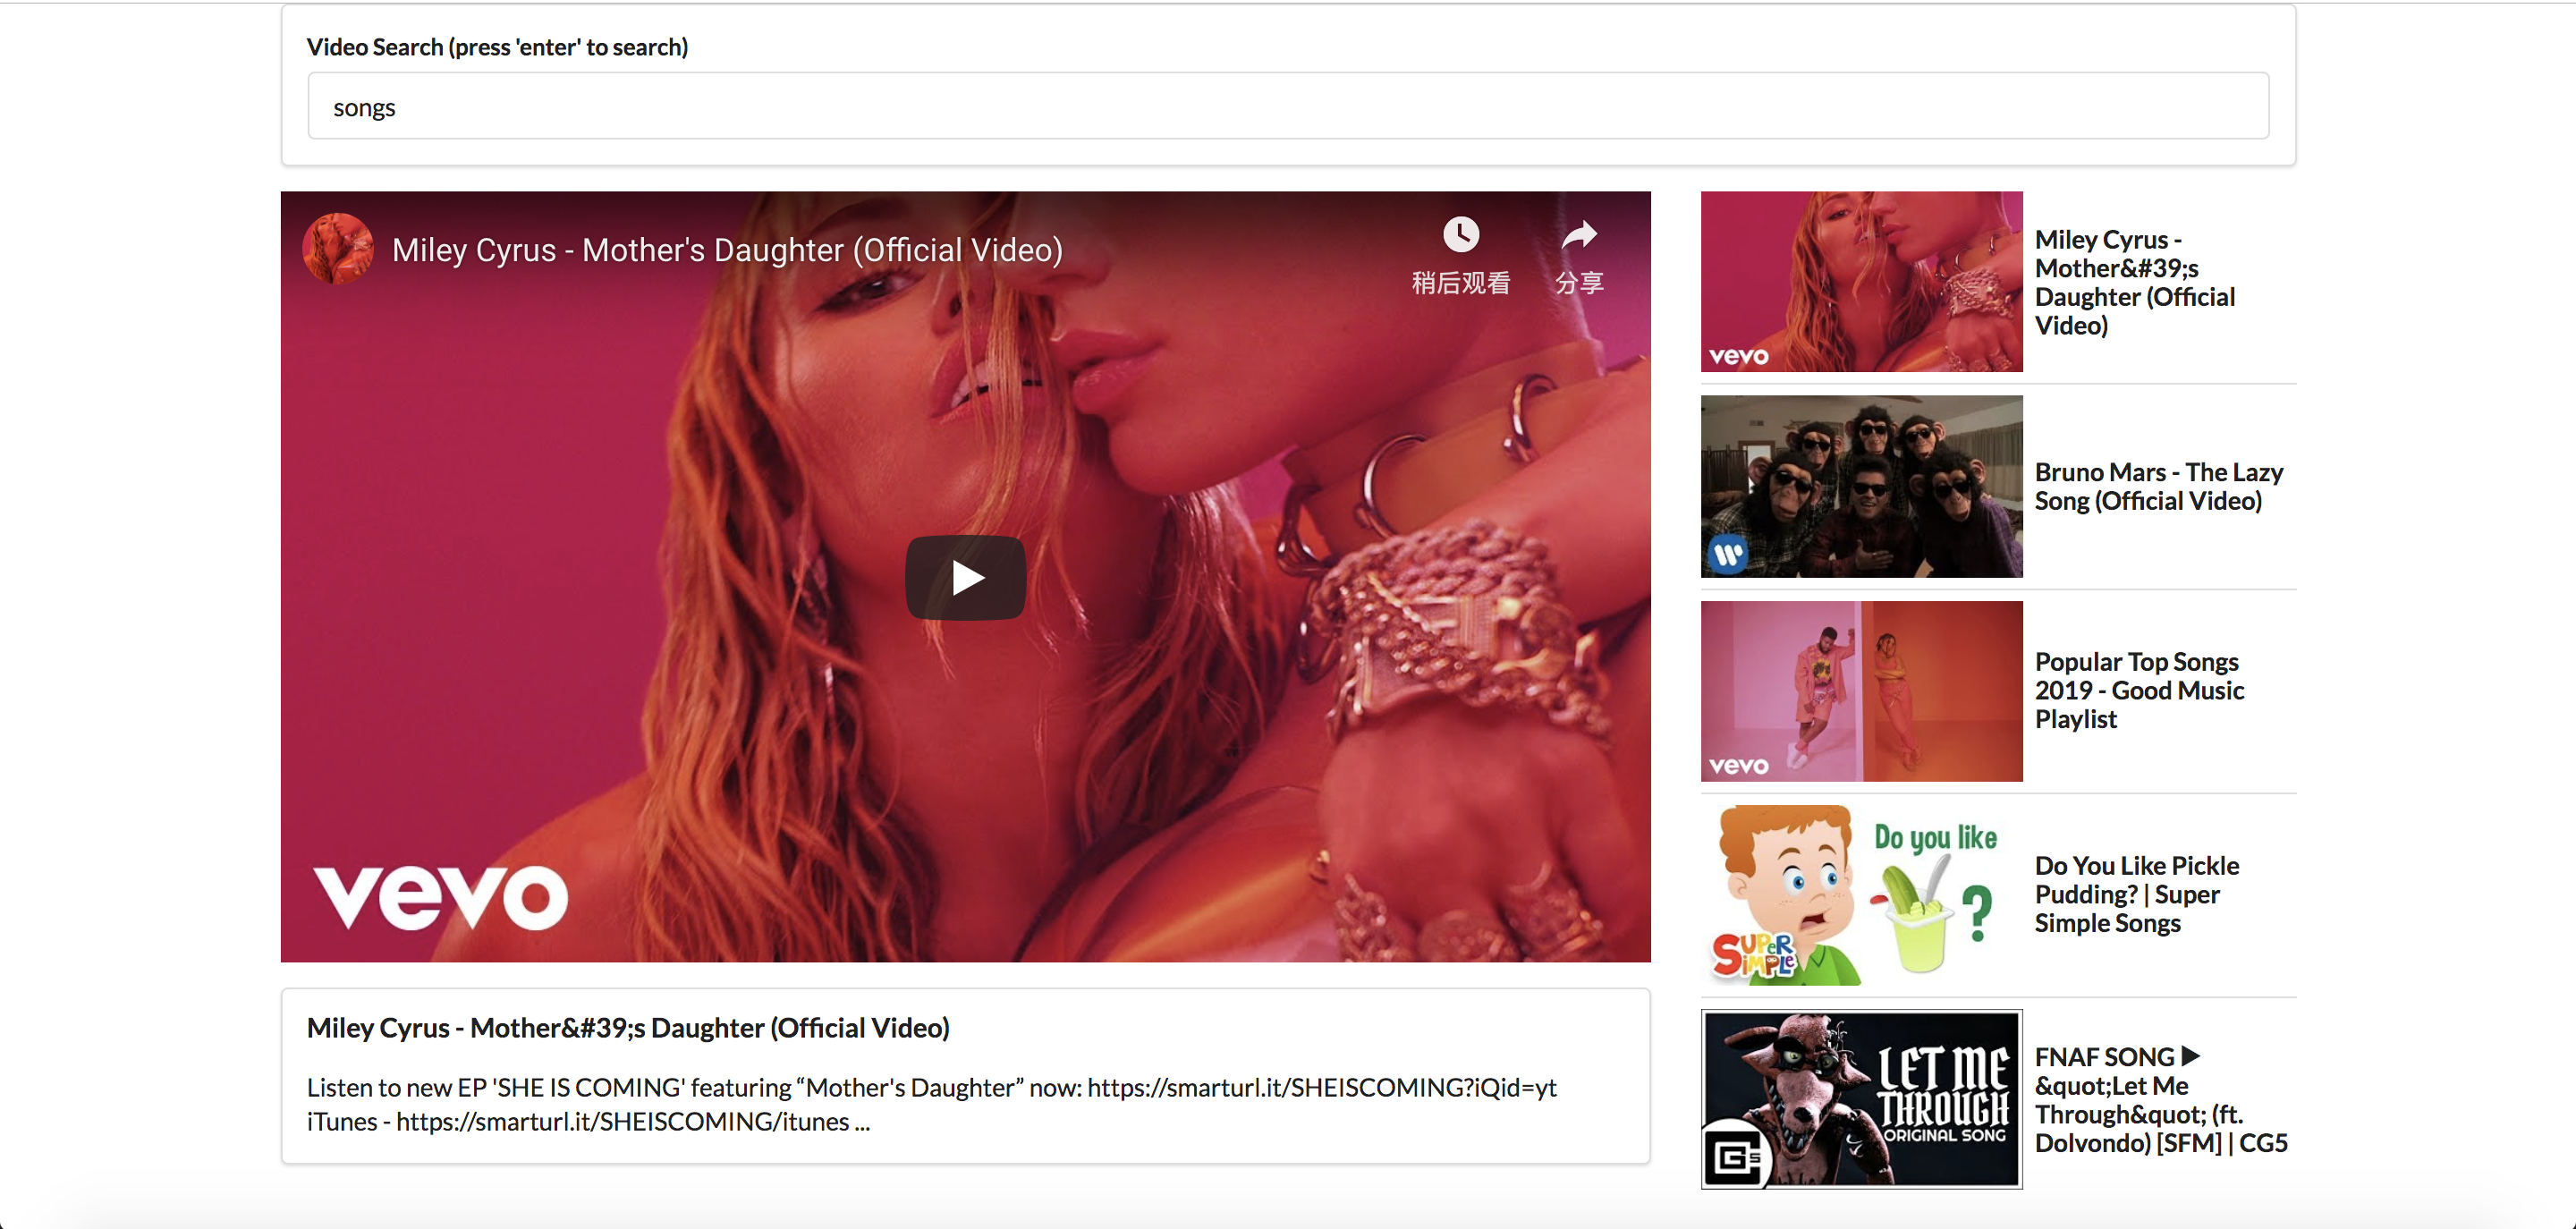 Video Search (press 'enter' to search)
songs
Miley Cyrus - Mother's Daughter (Official Video)
稍后观看
分享
vevo
Miley Cyrus - Mother&#39;s Daughter (Official Video)
Listen to new EP 'SHE IS COMING' featuring “Mother's Daughter” now: https://smarturl.it/SHEISCOMING?iQid=yt
iTunes - https://smarturl.it/SHEISCOMING/itunes ...
vevo
Miley Cyrus -
Mother&#39;s
Daughter (Official
Video)
W
Bruno Mars - The Lazy
Song (Official Video)
vevo
Popular Top Songs
2019 - Good Music
Playlist
Do you like
?
SUPER
SIMPLE
Do You Like Pickle
Pudding? | Super
Simple Songs
LET ME
THROUGH
ORIGINAL SONG
CG5
FNAF SONG ▶
&quot;Let Me
Through&quot; (ft.
Dolvondo) [SFM] | CG5